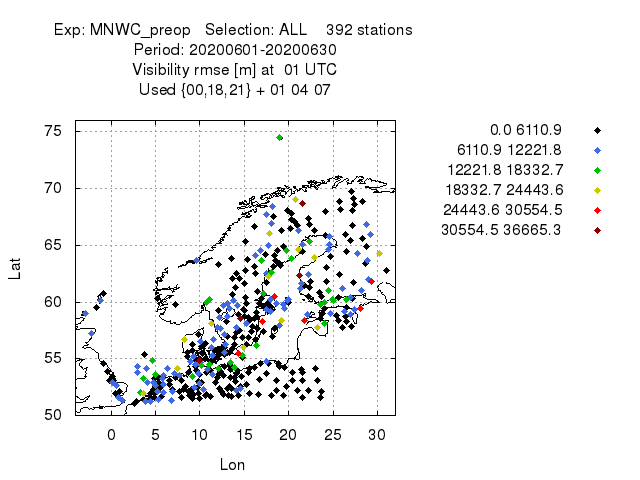 Exp: MNWC_preop   Selection: ALL    392 stations
Period: 20200601-20200630
Visibility rmse [m] at  01 UTC
Used {00,18,21} + 01 04 07
0.0 6110.9
6110.9 12221.8
12221.8 18332.7
18332.7 24443.6
24443.6 30554.5
30554.5 36665.3
75
70
65
60
55
50
Lat
0 5 10 15 20 25 30
Lon